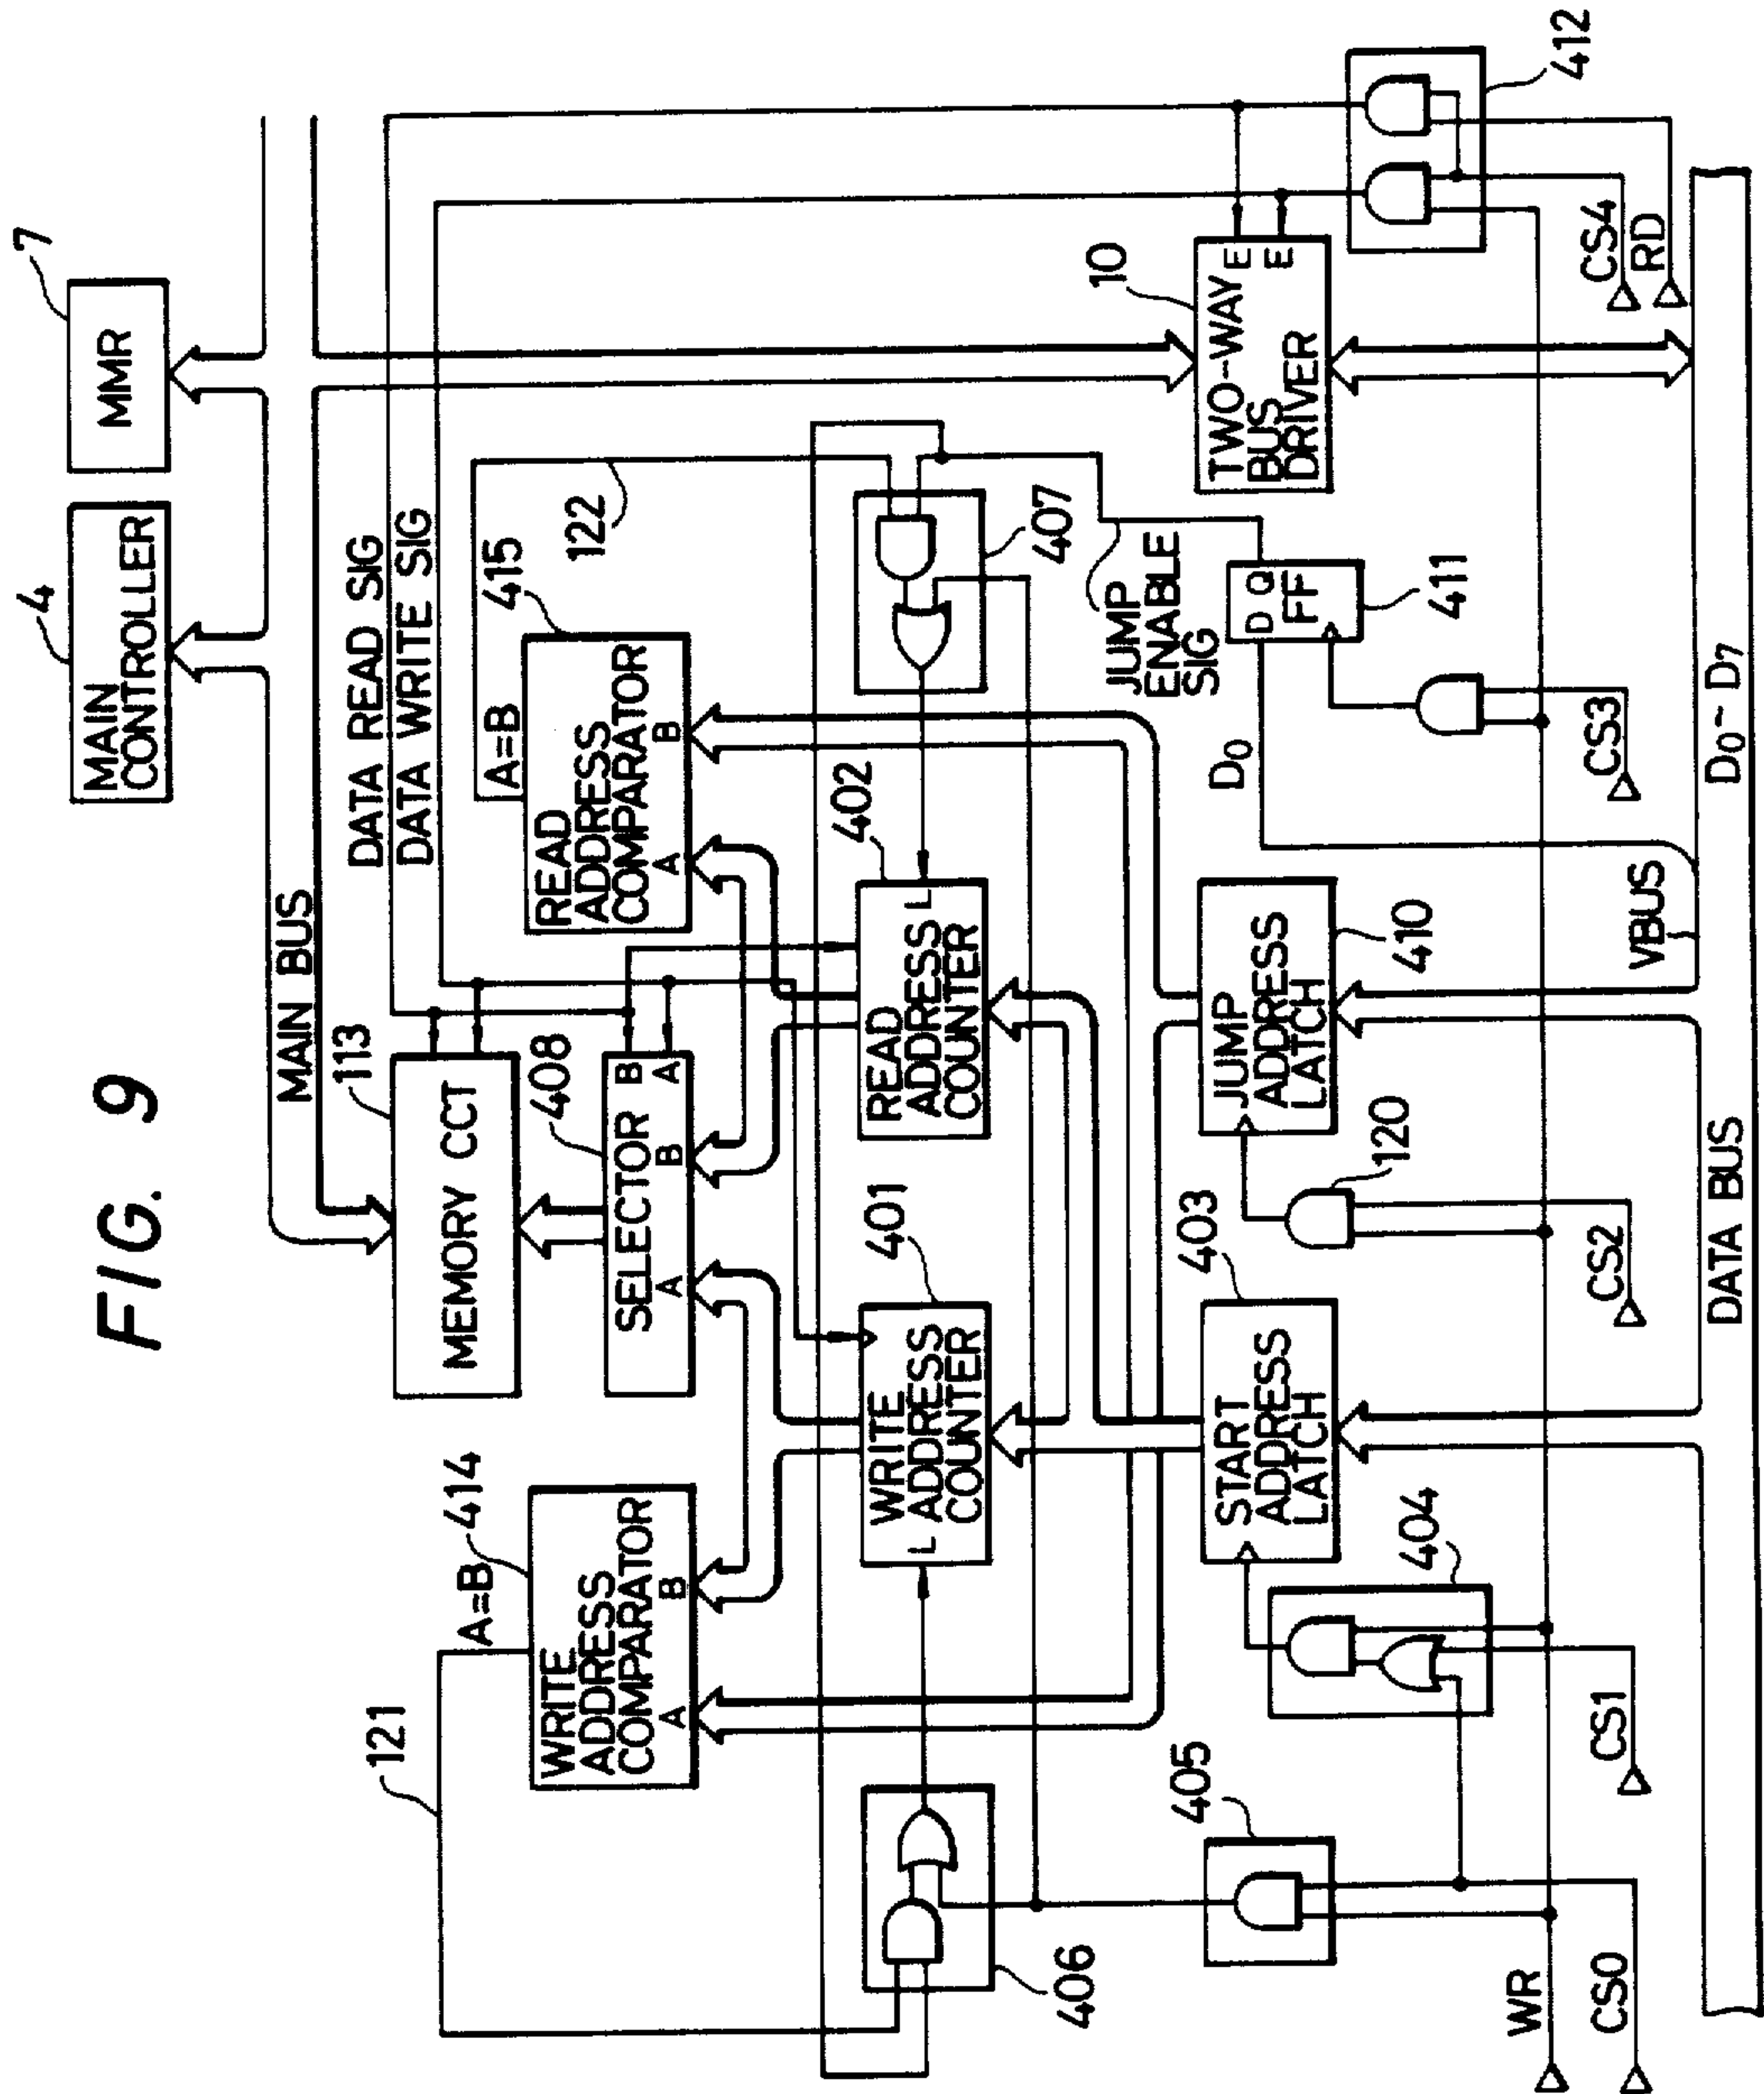 FIG. 9
MAIN
CONTROLLER
4
MMR
7
MAIN BUS
DATA READ SIG
DATA WRITE SIG
113
MEMORY CCT
408
SELECTOR
A
B
B
A
121
A=B
414
WRITE
ADDRESS
COMPARATOR
A
B
A=B
415
READ
ADDRESS
COMPARATOR
A
B
122
406
L
WRITE
ADDRESS
COUNTER
401
READ
ADDRESS
COUNTER
L
402
407
405
404
START
ADDRESS
LATCH
403
120
JUMP
ADDRESS
LATCH
410
D0
JUMP
ENABLE
SIG
D Q
FF
411
TWO-WAY
BUS
DRIVER
E
E
10
412
WR
CS0
CS1
CS2
CS3
CS4
RD
VBUS
DATA BUS
D0~D7